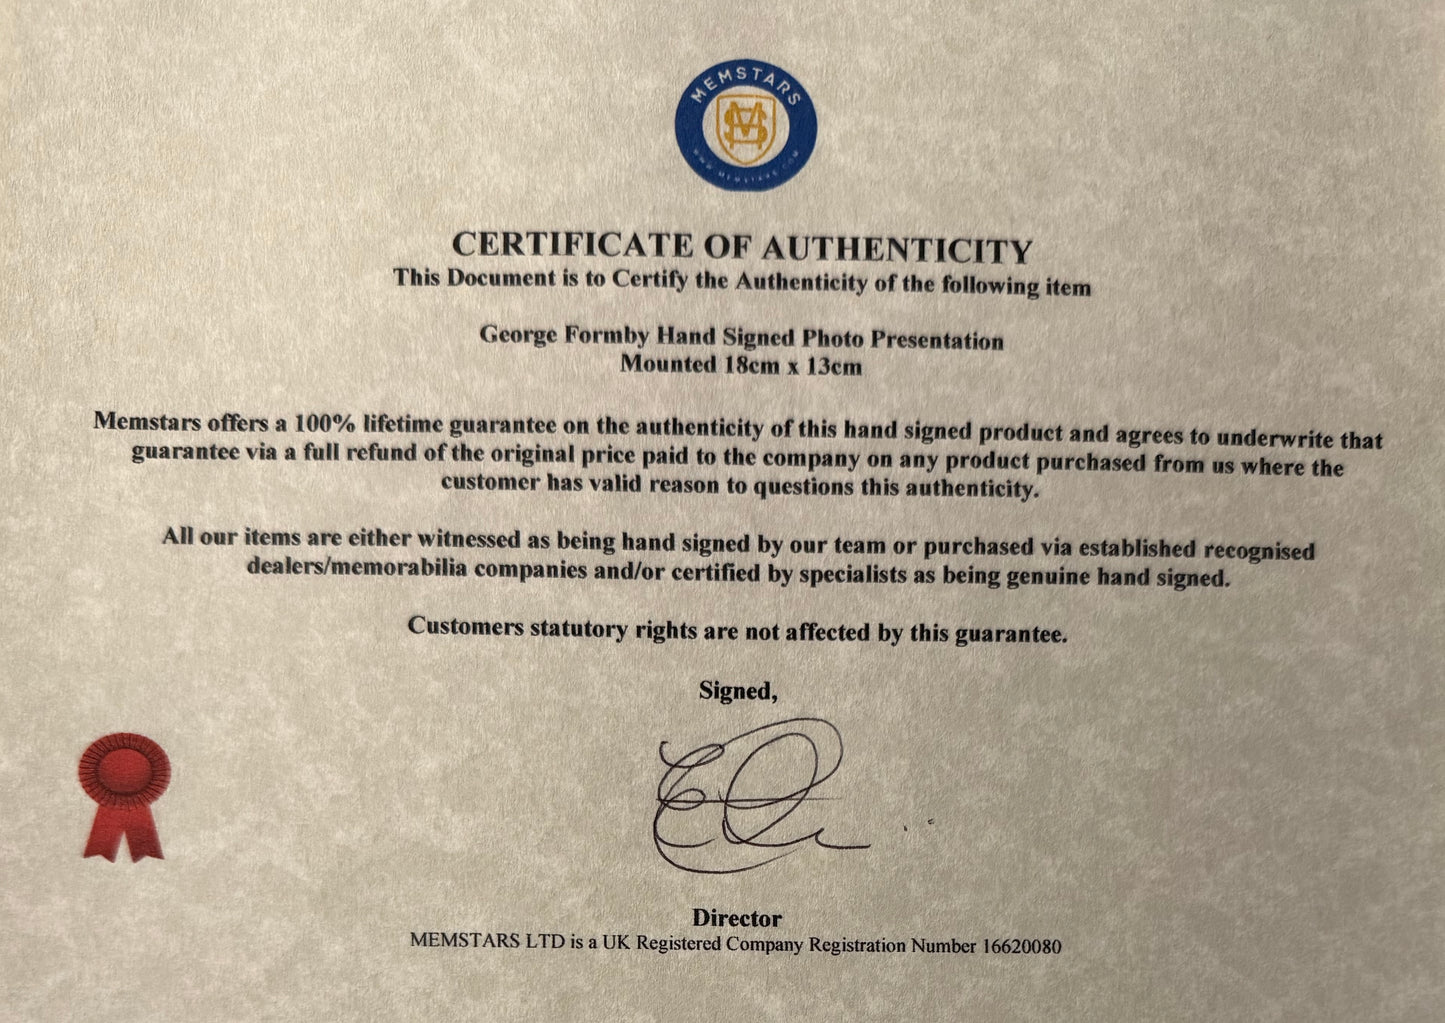 MEMSTARS
WWW.MEMSTARS.COM
CERTIFICATE OF AUTHENTICITY
This Document is to Certify the Authenticity of the following item
George Formby Hand Signed Photo Presentation
Mounted 18cm x 13cm
Memstars offers a 100% lifetime guarantee on the authenticity of this hand signed product and agrees to underwrite that
guarantee via a full refund of the original price paid to the company on any product purchased from us where the
customer has valid reason to questions this authenticity.
All our items are either witnessed as being hand signed by our team or purchased via established recognised
dealers/memorabilia companies and/or certified by specialists as being genuine hand signed.
Customers statutory rights are not affected by this guarantee.
Signed,
Director
MEMSTARS LTD is a UK Registered Company Registration Number 16620080